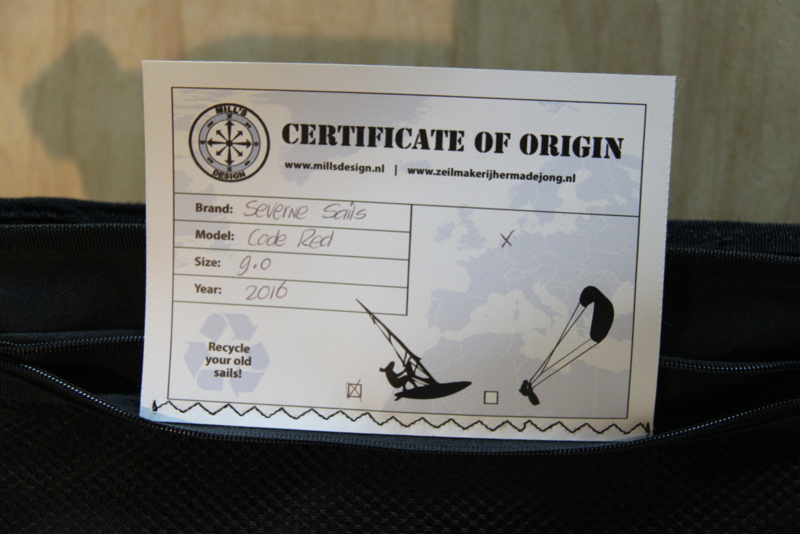 MILL'S
DESIGN
CERTIFICATE OF ORIGIN
www.millsdesign.nl | www.zeilmakerijhermadejong.nl
Brand: Severne Sails
Model: Code Red
Size: 9.0
Year: 2016
X
Recycle
your old
sails!